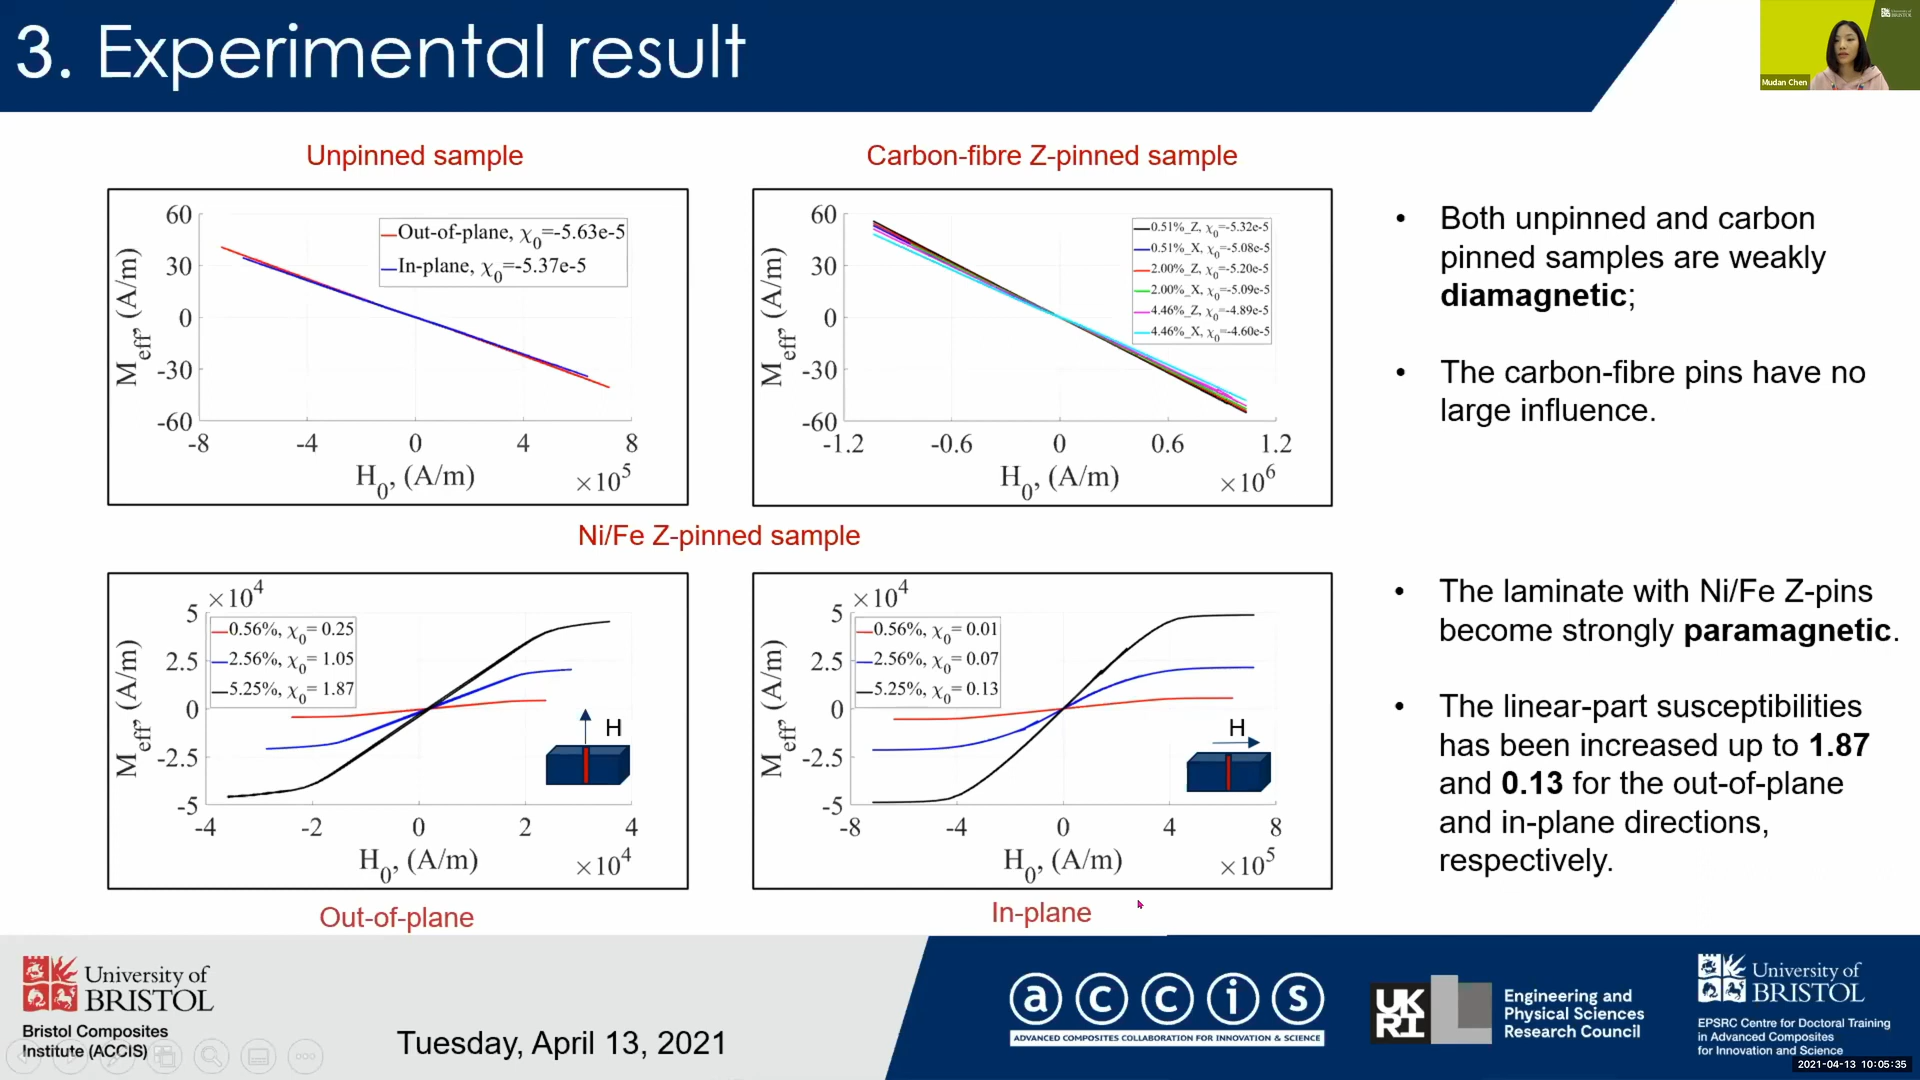 3. Experimental result
University of
BRISTOL
Mudan Chen
Unpinned sample
Carbon-fibre Z-pinned sample
60
30
0
-30
-60
M_eff, (A/m)
Out-of-plane, χ₀=-5.63e-5
In-plane, χ₀=-5.37e-5
-8 -4 0 4 8
H₀, (A/m) ×10⁵
60
30
0
-30
-60
M_eff, (A/m)
0.51%_Z, χ₀=-5.32e-5
0.51%_X, χ₀=-5.08e-5
2.00%_Z, χ₀=-5.20e-5
2.00%_X, χ₀=-5.09e-5
4.46%_Z, χ₀=-4.89e-5
4.46%_X, χ₀=-4.60e-5
-1.2 -0.6 0 0.6 1.2
H₀, (A/m) ×10⁶
• Both unpinned and carbon
pinned samples are weakly
diamagnetic;
• The carbon-fibre pins have no
large influence.
Ni/Fe Z-pinned sample
×10⁴
5
2.5
0
-2.5
-5
M_eff, (A/m)
0.56%, χ₀= 0.25
2.56%, χ₀= 1.05
5.25%, χ₀= 1.87
H
-4 -2 0 2 4
H₀, (A/m) ×10⁴
Out-of-plane
×10⁴
5
2.5
0
-2.5
-5
M_eff, (A/m)
0.56%, χ₀= 0.01
2.56%, χ₀= 0.07
5.25%, χ₀= 0.13
H
-8 -4 0 4 8
H₀, (A/m) ×10⁵
In-plane
• The laminate with Ni/Fe Z-pins
become strongly paramagnetic.
• The linear-part susceptibilities
has been increased up to 1.87
and 0.13 for the out-of-plane
and in-plane directions,
respectively.
University of
BRISTOL
Bristol Composites
Institute (ACCIS)
Tuesday, April 13, 2021
accis
ADVANCED COMPOSITES COLLABORATION FOR INNOVATION & SCIENCE
UKRI
Engineering and
Physical Sciences
Research Council
University of
BRISTOL
EPSRC Centre for Doctoral Training
in Advanced Composites
for Innovation and Science
2021-04-13 10:05:35